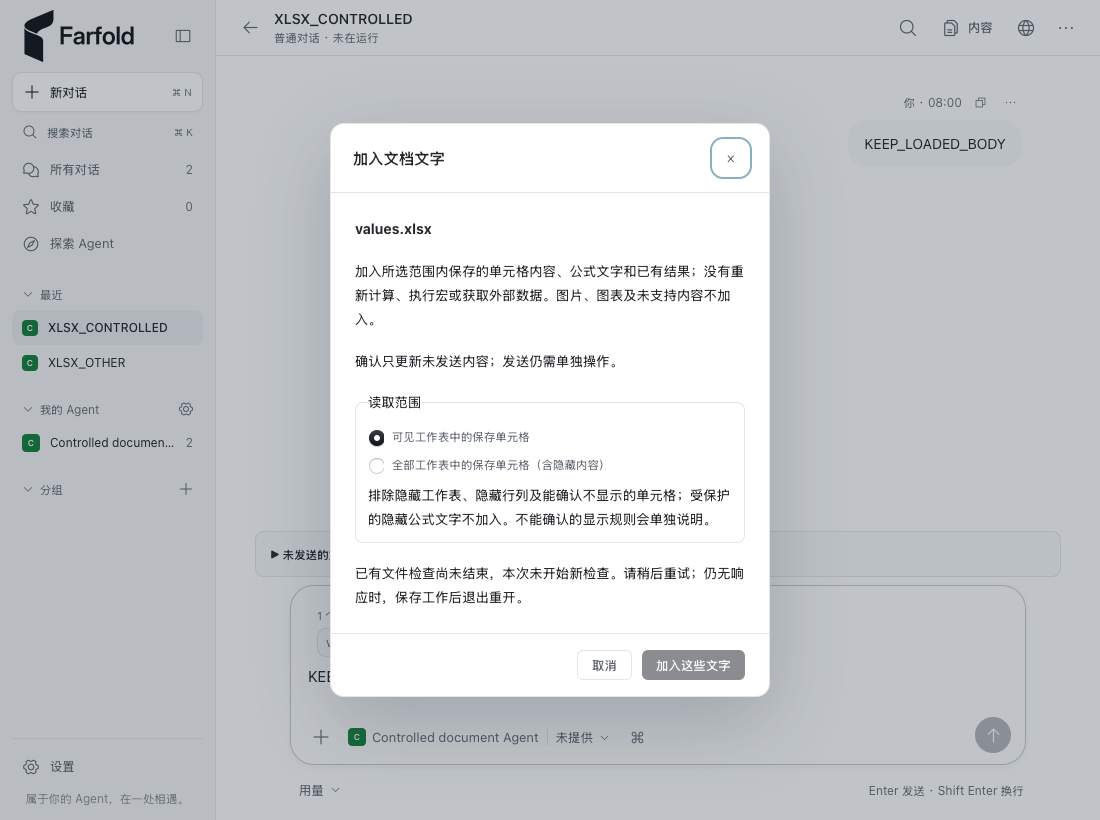 Farfold
新对话 ⌘ N
搜索对话 ⌘ K
所有对话 2
收藏 0
探索 Agent
最近
C XLSX_CONTROLLED
C XLSX_OTHER
我的 Agent
C Controlled documen... 2
分组
设置
属于你的 Agent，在一处相遇。
XLSX_CONTROLLED
普通对话 · 未在运行
内容
你 · 08:00
KEEP_LOADED_BODY
加入文档文字
values.xlsx
加入所选范围内保存的单元格内容、公式文字和已有结果；没有重
新计算、执行宏或获取外部数据。图片、图表及未支持内容不加
入。
确认只更新未发送内容；发送仍需单独操作。
读取范围
可见工作表中的保存单元格
全部工作表中的保存单元格（含隐藏内容）
排除隐藏工作表、隐藏行列及能确认不显示的单元格；受保护
的隐藏公式文字不加入。不能确认的显示规则会单独说明。
已有文件检查尚未结束，本次未开始新检查。请稍后重试；仍无响
应时，保存工作后退出重开。
取消
加入这些文字
未发送的
1
KEE
C Controlled document Agent
未提供
⌘
用量
Enter 发送 · Shift Enter 换行